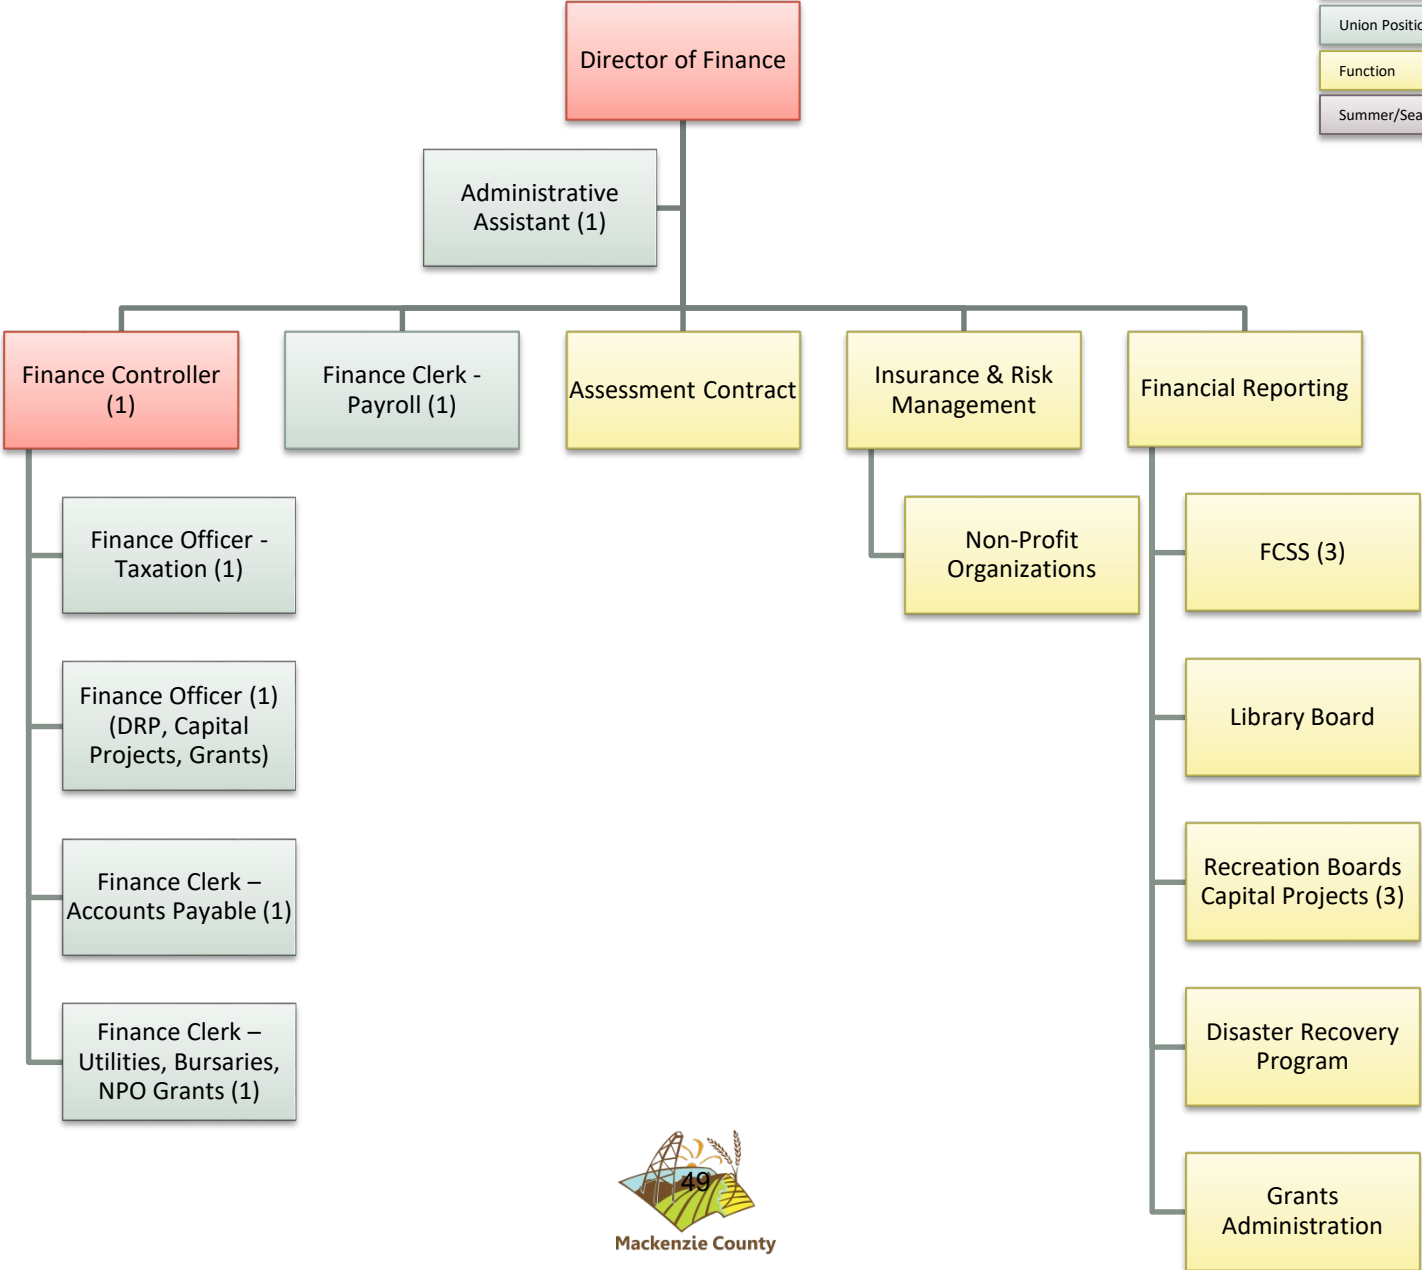 Director of Finance
Union Positio
Function
Summer/Sea
Administrative
Assistant (1)
Finance Controller
(1)
Finance Clerk -
Payroll (1)
Assessment Contract
Insurance & Risk
Management
Financial Reporting
Finance Officer -
Taxation (1)
Finance Officer (1)
(DRP, Capital
Projects, Grants)
Finance Clerk –
Accounts Payable (1)
Finance Clerk –
Utilities, Bursaries,
NPO Grants (1)
Non-Profit
Organizations
FCSS (3)
Library Board
Recreation Boards
Capital Projects (3)
Disaster Recovery
Program
Grants
Administration
49
Mackenzie County